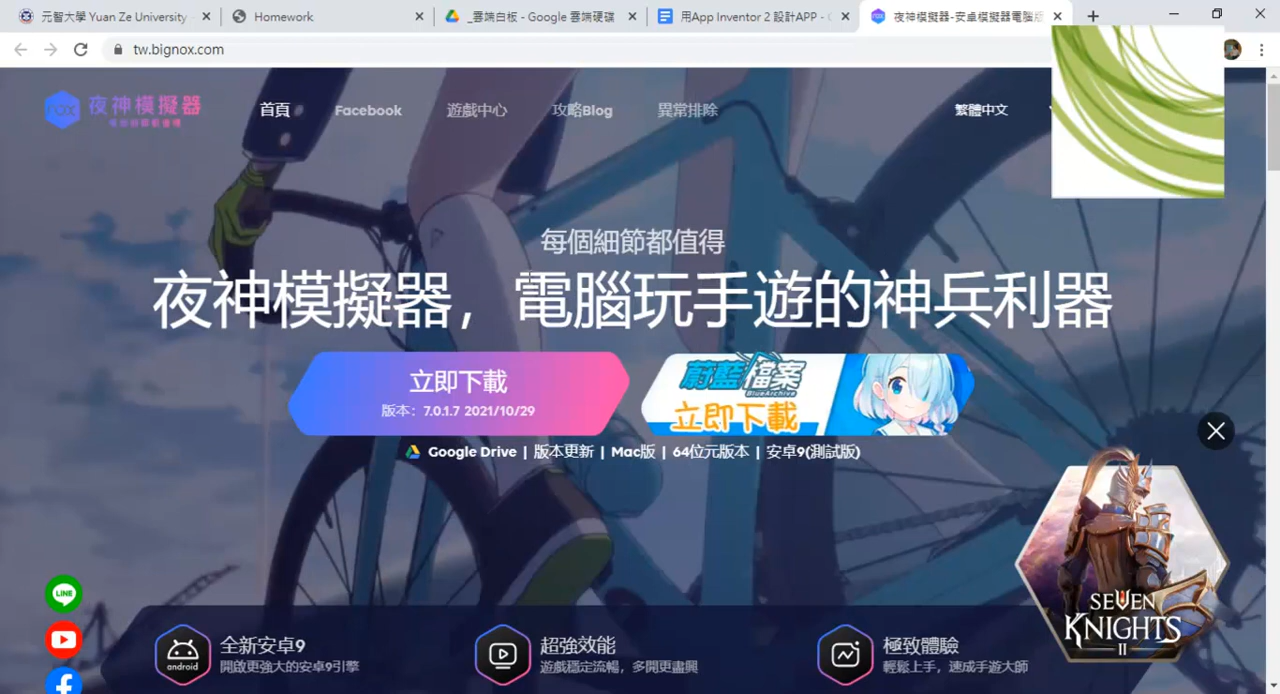 元智大學 Yuan Ze University
Homework
_雲端白板 - Google 雲端硬碟
用App Inventor 2 設計APP -
夜神模擬器-安卓模擬器電腦版
tw.bignox.com
nox 夜神模擬器
首頁
Facebook
遊戲中心
攻略Blog
異常排除
繁體中文
每個細節都值得
夜神模擬器，電腦玩手遊的神兵利器
立即下載
版本：7.0.1.7 2021/10/29
蔚藍檔案
BlueArchive
立即下載
Google Drive | 版本更新 | Mac版 | 64位元版本 | 安卓9(測試版)
SEVEN
KNIGHTS
II
LINE
android
全新安卓9
開啟更強大的安卓9引擎
超強效能
遊戲穩定流暢，多開更盡興
極致體驗
輕鬆上手，速成手遊大師